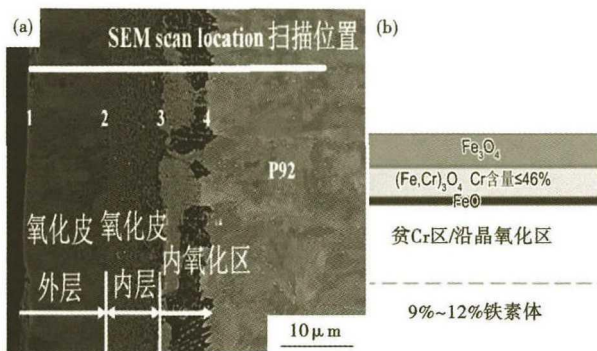 (a)
SEM scan location 扫描位置
1 2 3 4
P92
氧化皮 氧化皮 内氧化区
外层 内层
10μm
(b)
Fe₃O₄
(Fe,Cr)₃O₄ Cr含量≤46%
FeO
贫Cr区/沿晶氧化区
9%~12%铁素体